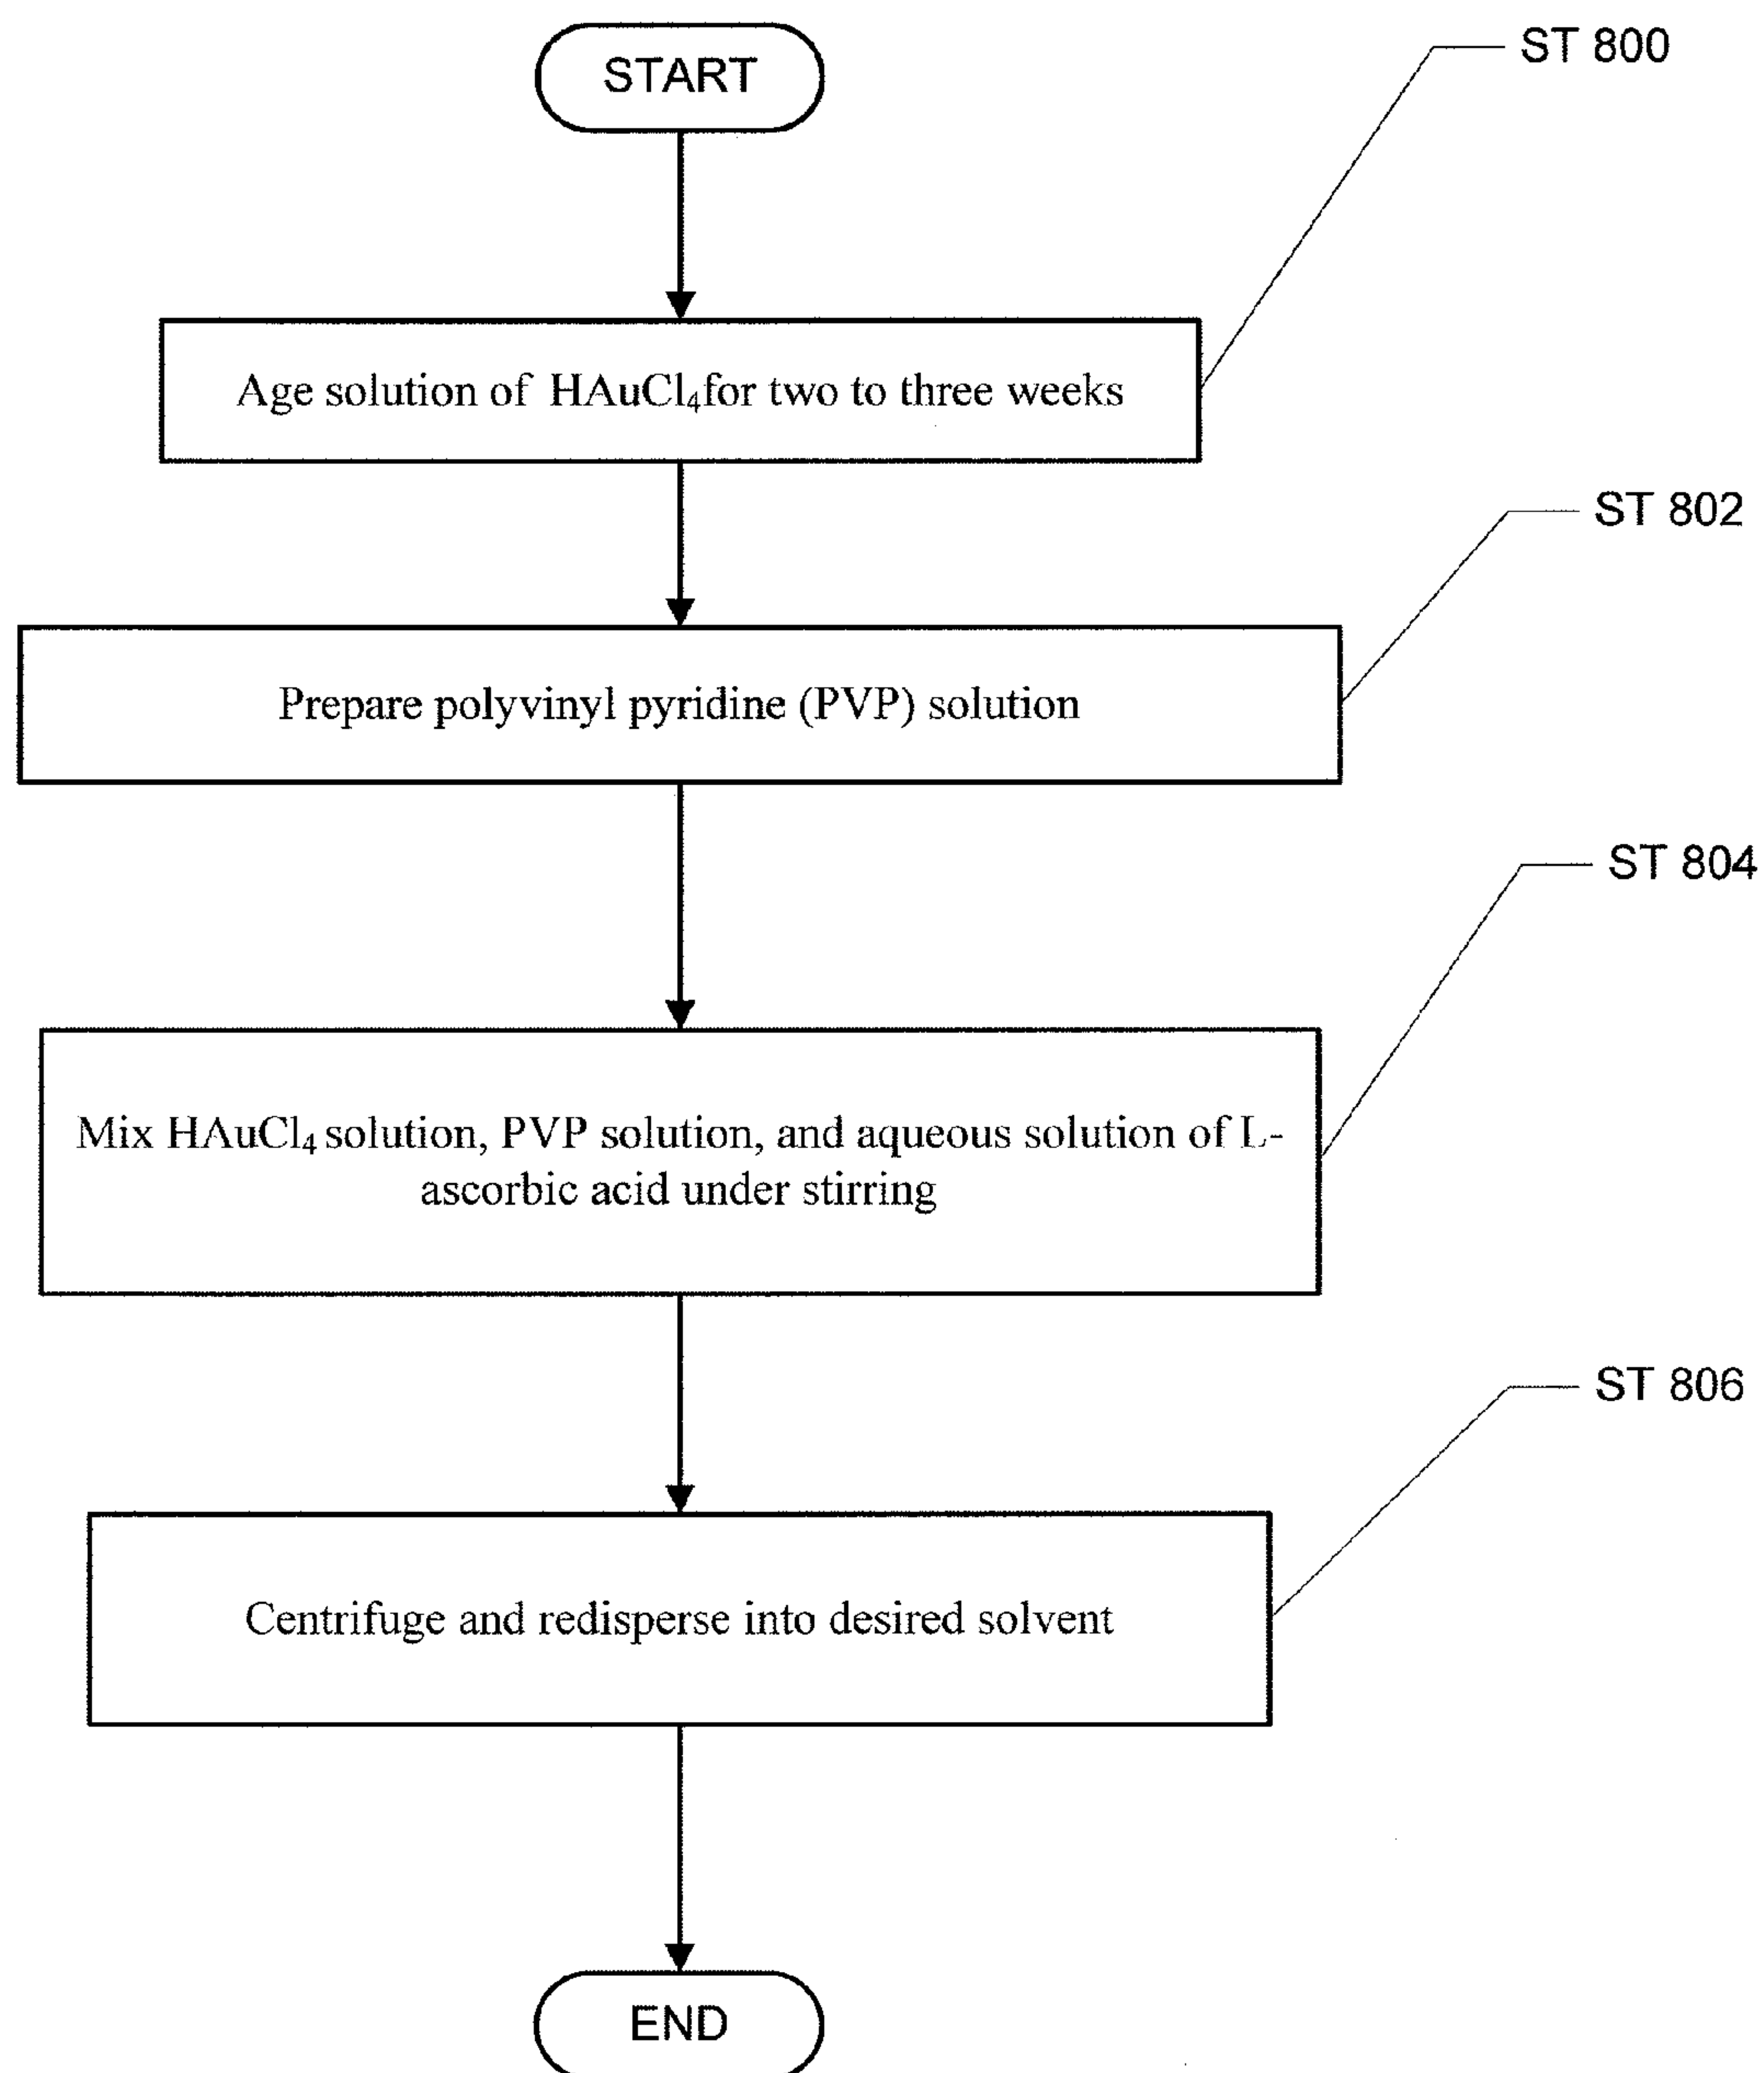 START
ST 800
Age solution of HAuCl₄for two to three weeks
ST 802
Prepare polyvinyl pyridine (PVP) solution
ST 804
Mix HAuCl₄ solution, PVP solution, and aqueous solution of L-
ascorbic acid under stirring
ST 806
Centrifuge and redisperse into desired solvent
END